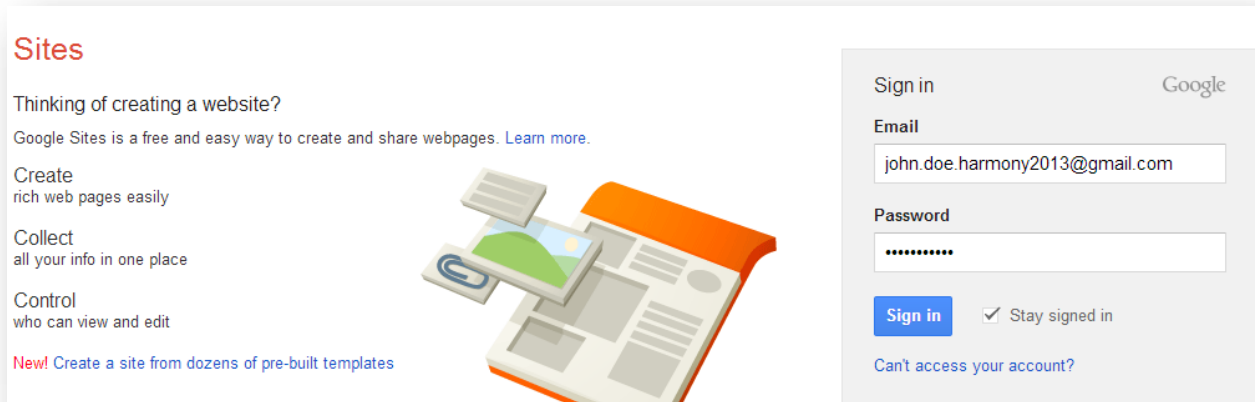 Sites
Thinking of creating a website?
Google Sites is a free and easy way to create and share webpages. Learn more.
Create
rich web pages easily
Collect
all your info in one place
Control
who can view and edit
New! Create a site from dozens of pre-built templates
Sign in Google
Email
john.doe.harmony2013@gmail.com
Password
•••••••••••
Sign in Stay signed in
Can't access your account?